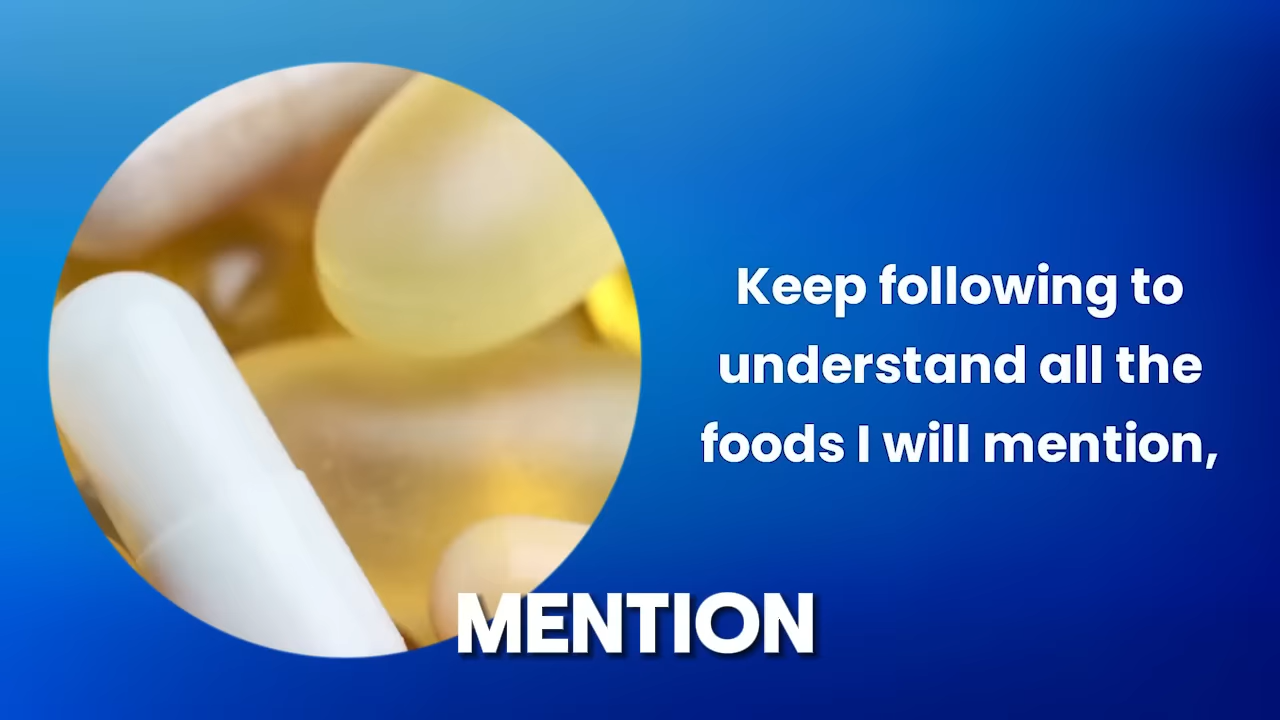 Keep following to
understand all the
foods I will mention,
MENTION